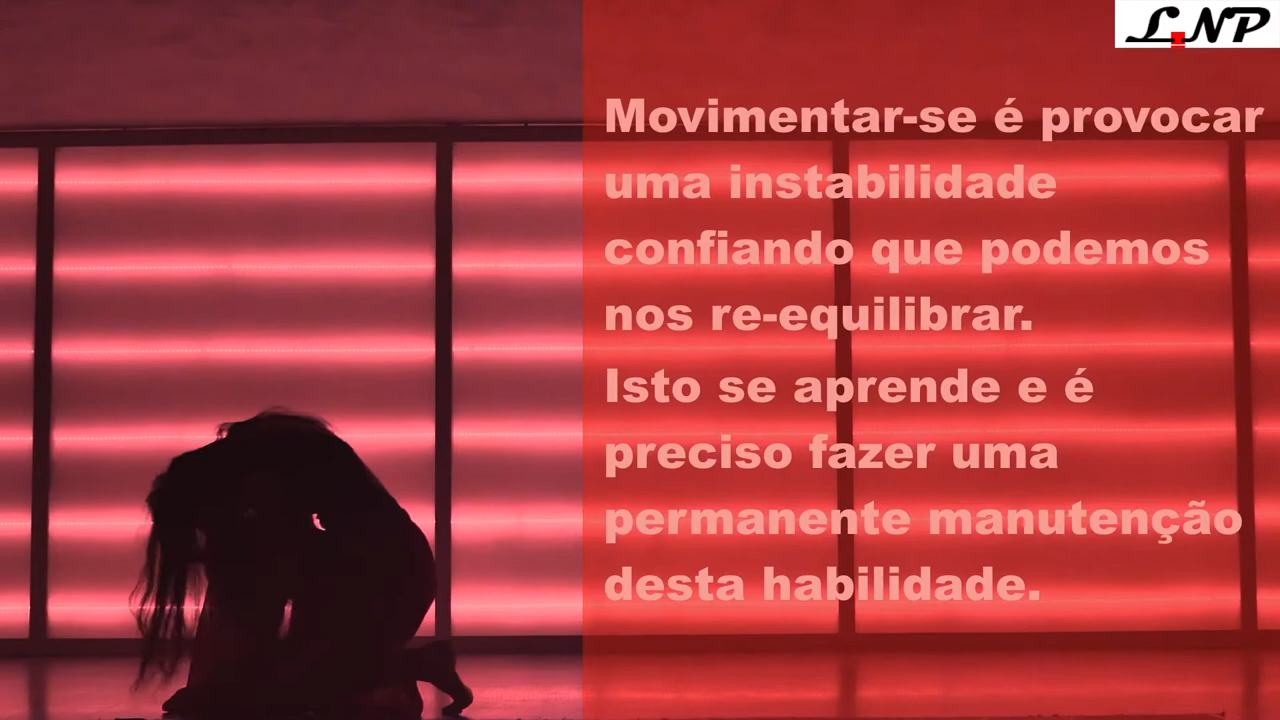 L.NP
Movimentar-se é provocar
uma instabilidade
confiando que podemos
nos re-equilibrar.
Isto se aprende e é
preciso fazer uma
permanente manutenção
desta habilidade.